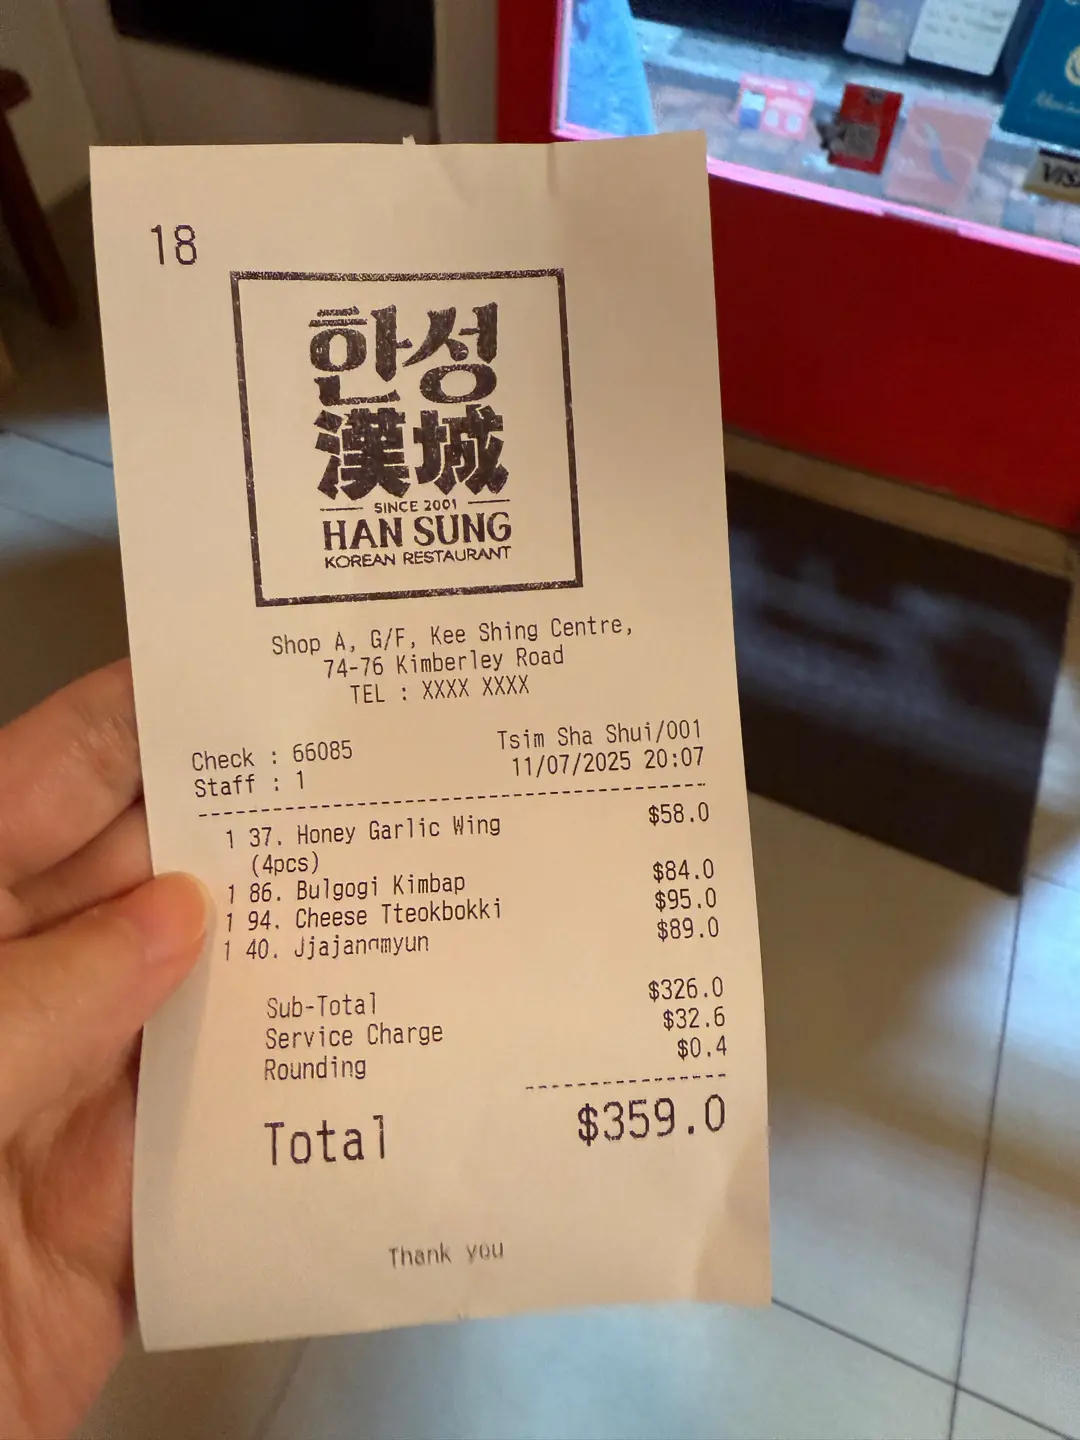 18
한성
漢城
SINCE 2001
HAN SUNG
KOREAN RESTAURANT
Shop A, G/F, Kee Shing Centre,
74-76 Kimberley Road
TEL : XXXX XXXX
Check : 66085 Tsim Sha Shui/001
Staff : 1 11/07/2025 20:07
1 37. Honey Garlic Wing $58.0
(4pcs)
1 86. Bulgogi Kimbap $84.0
1 94. Cheese Tteokbokki $95.0
1 40. Jjajangmyun $89.0
Sub-Total $326.0
Service Charge $32.6
Rounding $0.4
Total $359.0
Thank you
VISA